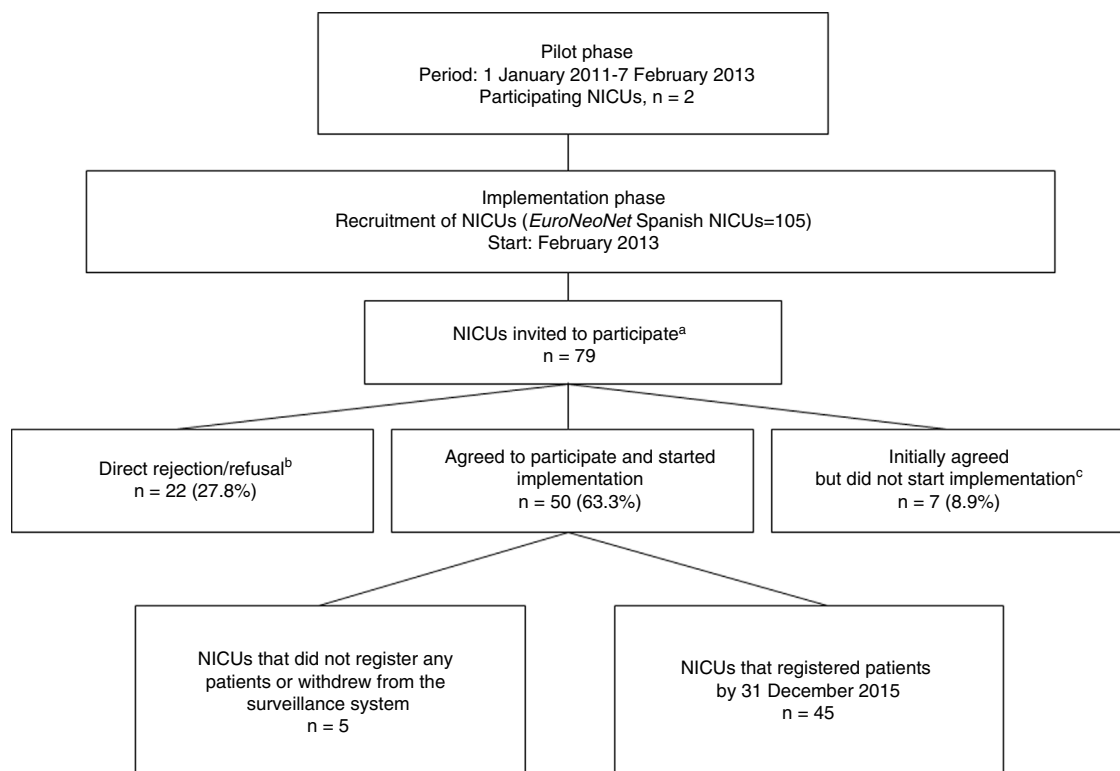 Pilot phase
Period: 1 January 2011-7 February 2013
Participating NICUs, n = 2
Implementation phase
Recruitment of NICUs (EuroNeoNet Spanish NICUs=105)
Start: February 2013
NICUs invited to participateᵃ
n = 79
Direct rejection/refusalᵇ
n = 22 (27.8%)
Agreed to participate and started
implementation
n = 50 (63.3%)
Initially agreed
but did not start implementationᶜ
n = 7 (8.9%)
NICUs that did not register any
patients or withdrew from the
surveillance system
n = 5
NICUs that registered patients
by 31 December 2015
n = 45